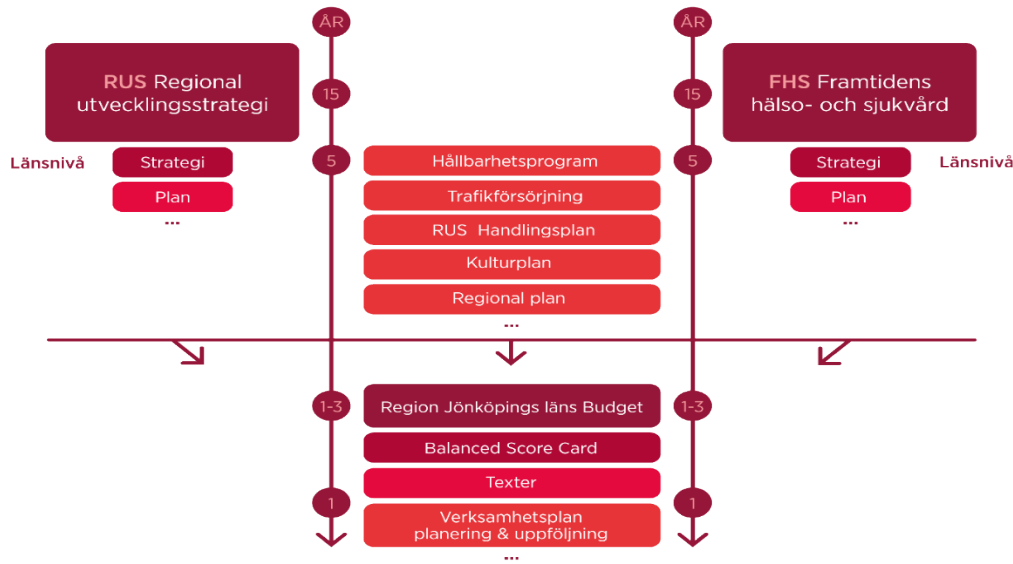 ÅR
ÅR
RUS Regional
utvecklingsstrategi
15
15
FHS Framtidens
hälso- och sjukvård
Länsnivå
Strategi
Plan
...
5
Hållbarhetsprogram
Trafikförsörjning
RUS Handlingsplan
Kulturplan
Regional plan
...
5
Strategi
Plan
...
Länsnivå
1-3
Region Jönköpings läns Budget
1-3
Balanced Score Card
Texter
1
Verksamhetsplan
planering & uppföljning
1
...